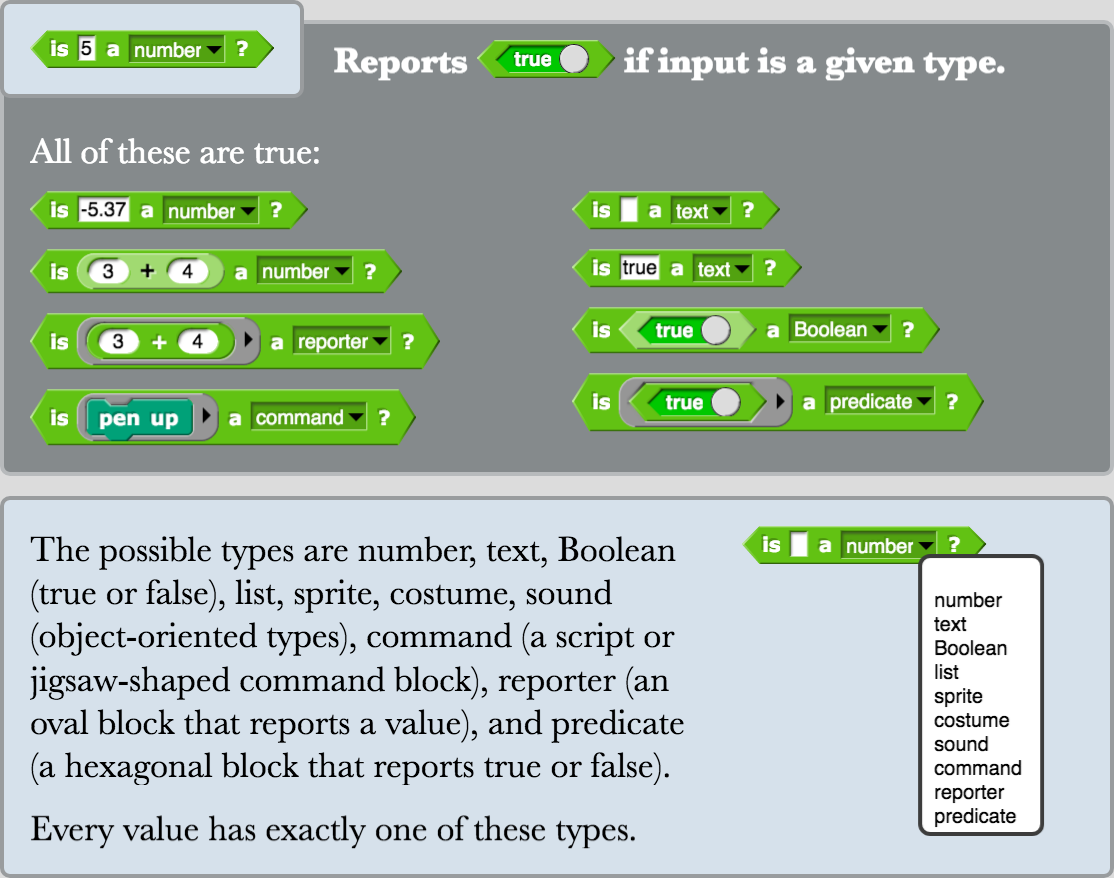 is 5 a number ?
Reports true if input is a given type.
All of these are true:
is -5.37 a number ?
is 3 + 4 a number ?
is 3 + 4 a reporter ?
is pen up a command ?
is a text ?
is true a text ?
is true a Boolean ?
is true a predicate ?
The possible types are number, text, Boolean
(true or false), list, sprite, costume, sound
(object-oriented types), command (a script or
jigsaw-shaped command block), reporter (an
oval block that reports a value), and predicate
(a hexagonal block that reports true or false).
Every value has exactly one of these types.
is a number ?
number
text
Boolean
list
sprite
costume
sound
command
reporter
predicate